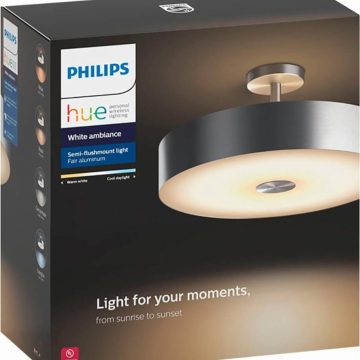 PHILIPS
hue personal
wireless
lighting
White ambiance
Semi-flushmount light
Fair aluminum
Warm white Cool daylight
Light for your moments,
from sunrise to sunset